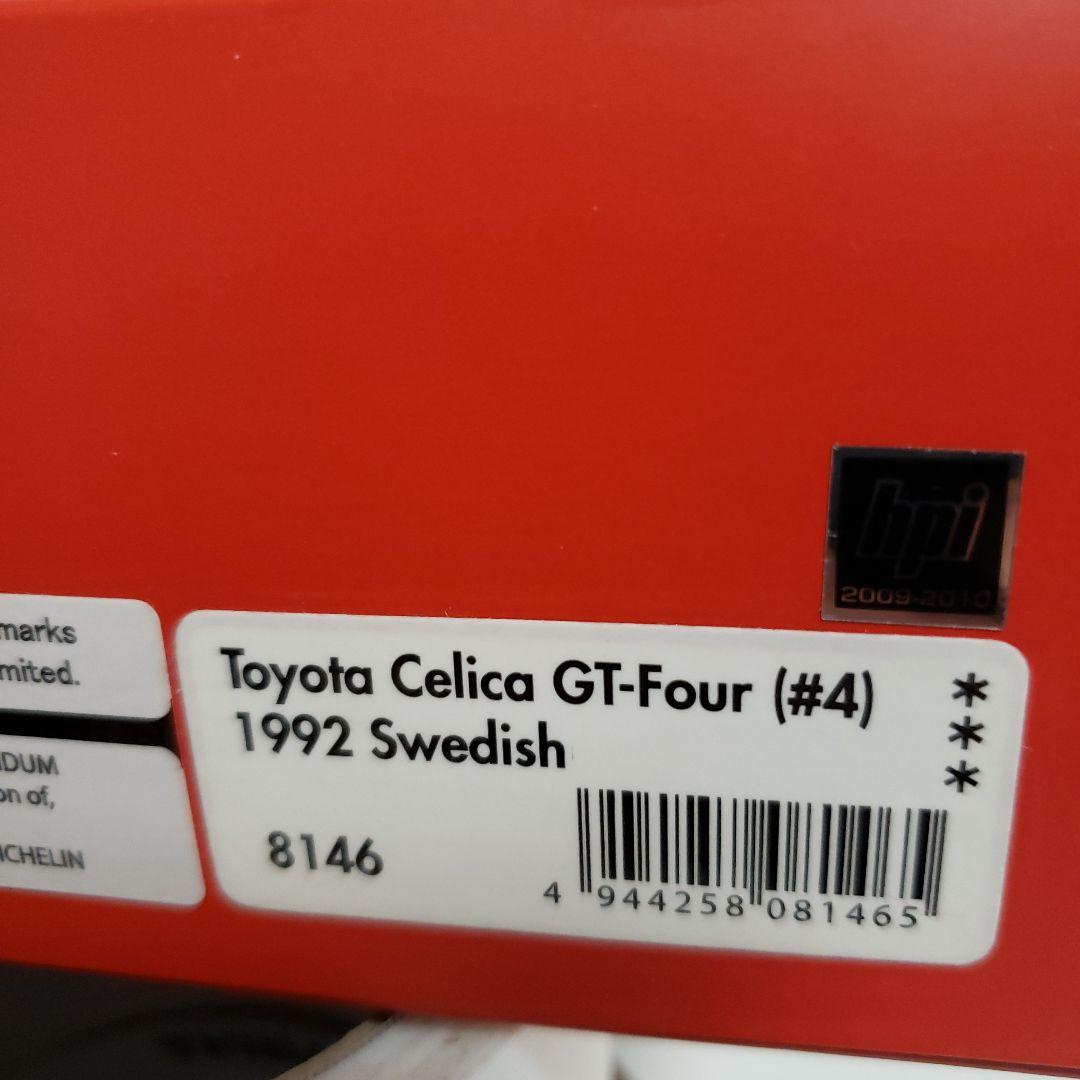 hpi
2009-2010
marks
mited.
DUM
on of,
ICHELIN
Toyota Celica GT-Four (#4)
1992 Swedish
***
8146
4 944258 081465